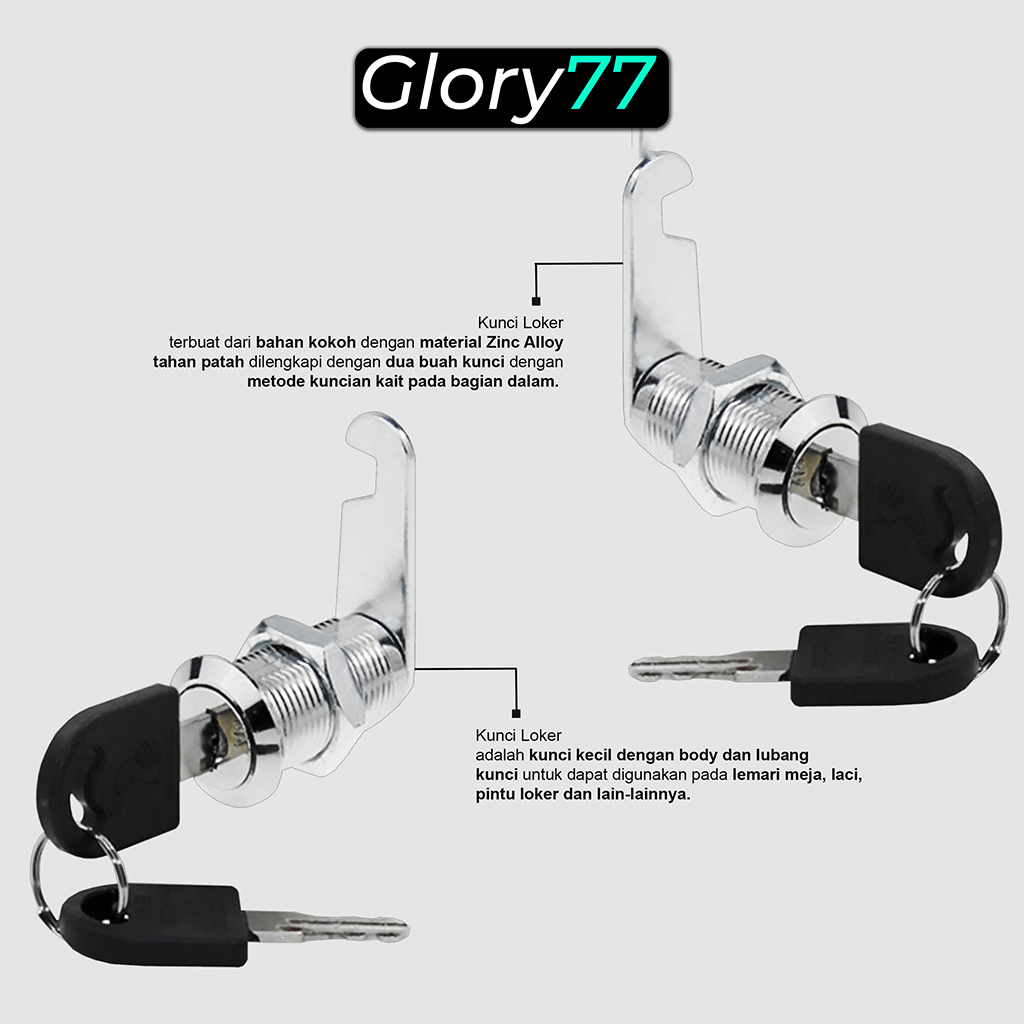 Glory77
Kunci Loker
terbuat dari bahan kokoh dengan material Zinc Alloy
tahan patah dilengkapi dengan dua buah kunci dengan
metode kuncian kait pada bagian dalam.
Kunci Loker
adalah kunci kecil dengan body dan lubang
kunci untuk dapat digunakan pada lemari meja, laci,
pintu loker dan lain-lainnya.